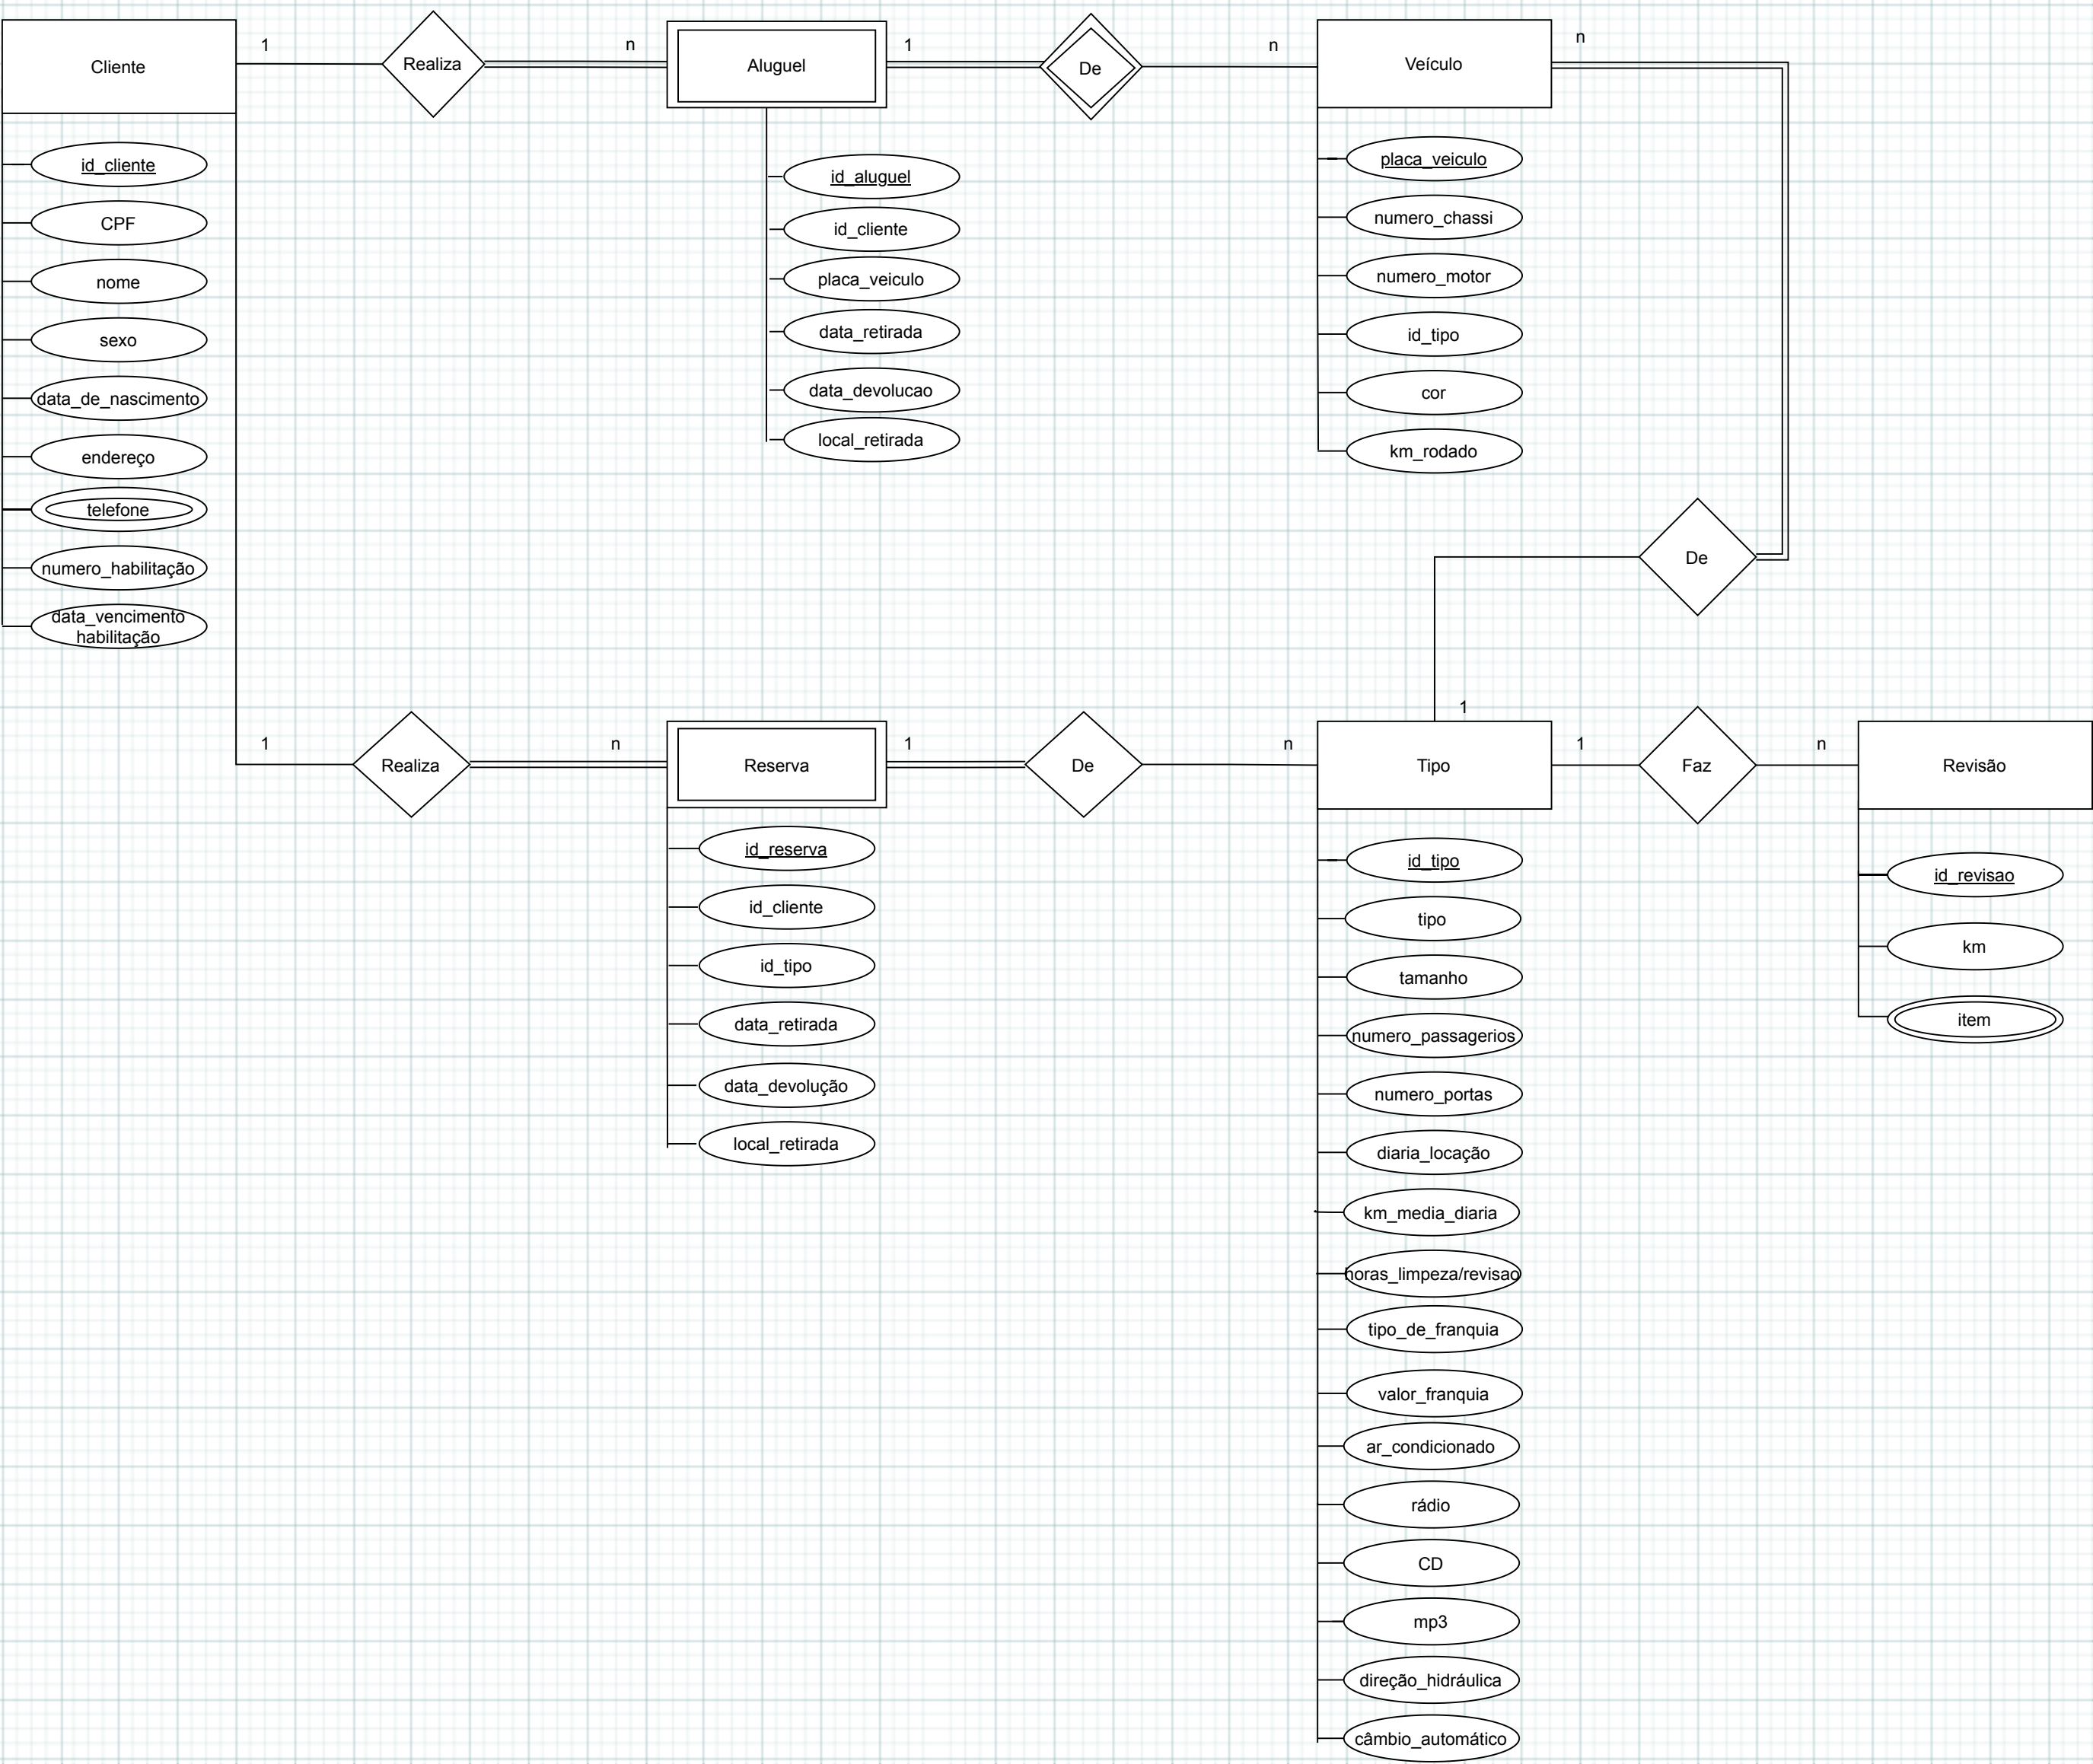 Cliente
1
Realiza
n
Aluguel
1
De
n
Veículo
n
id_cliente
CPF
nome
sexo
data_de_nascimento
endereço
telefone
numero_habilitação
data_vencimento
habilitação
id_aluguel
id_cliente
placa_veiculo
data_retirada
data_devolucao
local_retirada
placa_veiculo
numero_chassi
numero_motor
id_tipo
cor
km_rodado
De
1
1
Realiza
n
Reserva
1
De
n
Tipo
1
Faz
n
Revisão
id_reserva
id_cliente
id_tipo
data_retirada
data_devolução
local_retirada
id_tipo
tipo
tamanho
numero_passagerios
numero_portas
diaria_locação
km_media_diaria
horas_limpeza/revisao
tipo_de_franquia
valor_franquia
ar_condicionado
rádio
CD
mp3
direção_hidráulica
câmbio_automático
id_revisao
km
item